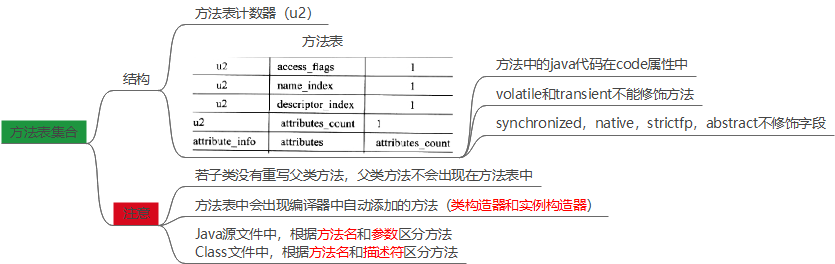 方法表集合
结构
方法表计数器（u2）
方法表
u2 access_flags 1
u2 name_index 1
u2 descriptor_index 1
u2 attributes_ccunt 1
attribute_info attributes attributes_count
方法中的java代码在code属性中
volatile和transient不能修饰方法
synchronized，native，strictfp，abstract不修饰字段
注意
若子类没有重写父类方法，父类方法不会出现在方法表中
方法表中会出现编译器中自动添加的方法（类构造器和实例构造器）
Java源文件中，根据方法名和参数区分方法
Class文件中，根据方法名和描述符区分方法